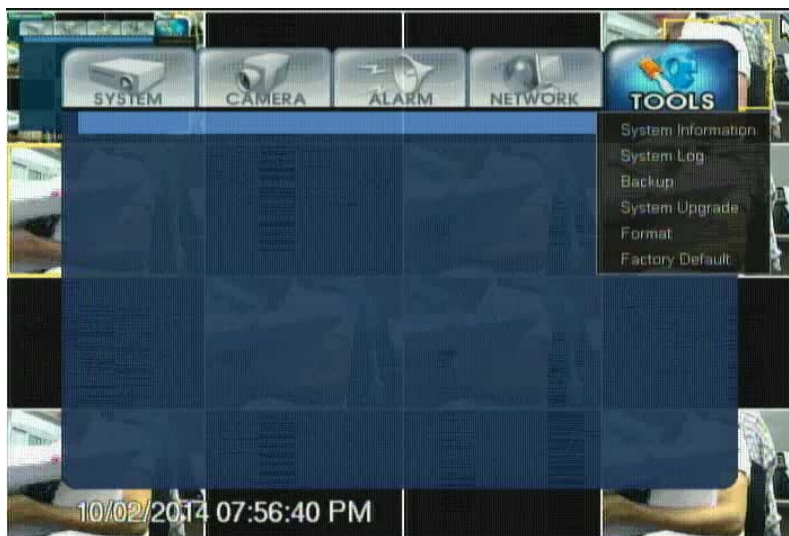 SYSTEM CAMERA ALARM NETWORK TOOLS
System Information
System Log
Backup
System Upgrade
Format
Factory Default
10/02/2014 07:56:40 PM